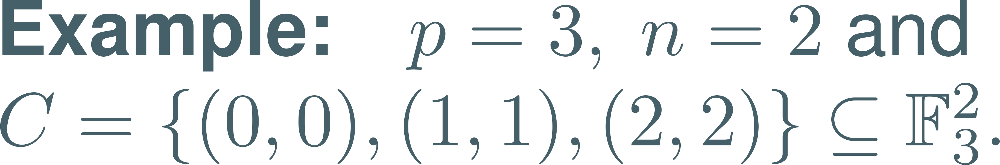 Example: p = 3, n = 2 and
C = {(0, 0), (1, 1), (2, 2)} ⊆ 𝔽₃².